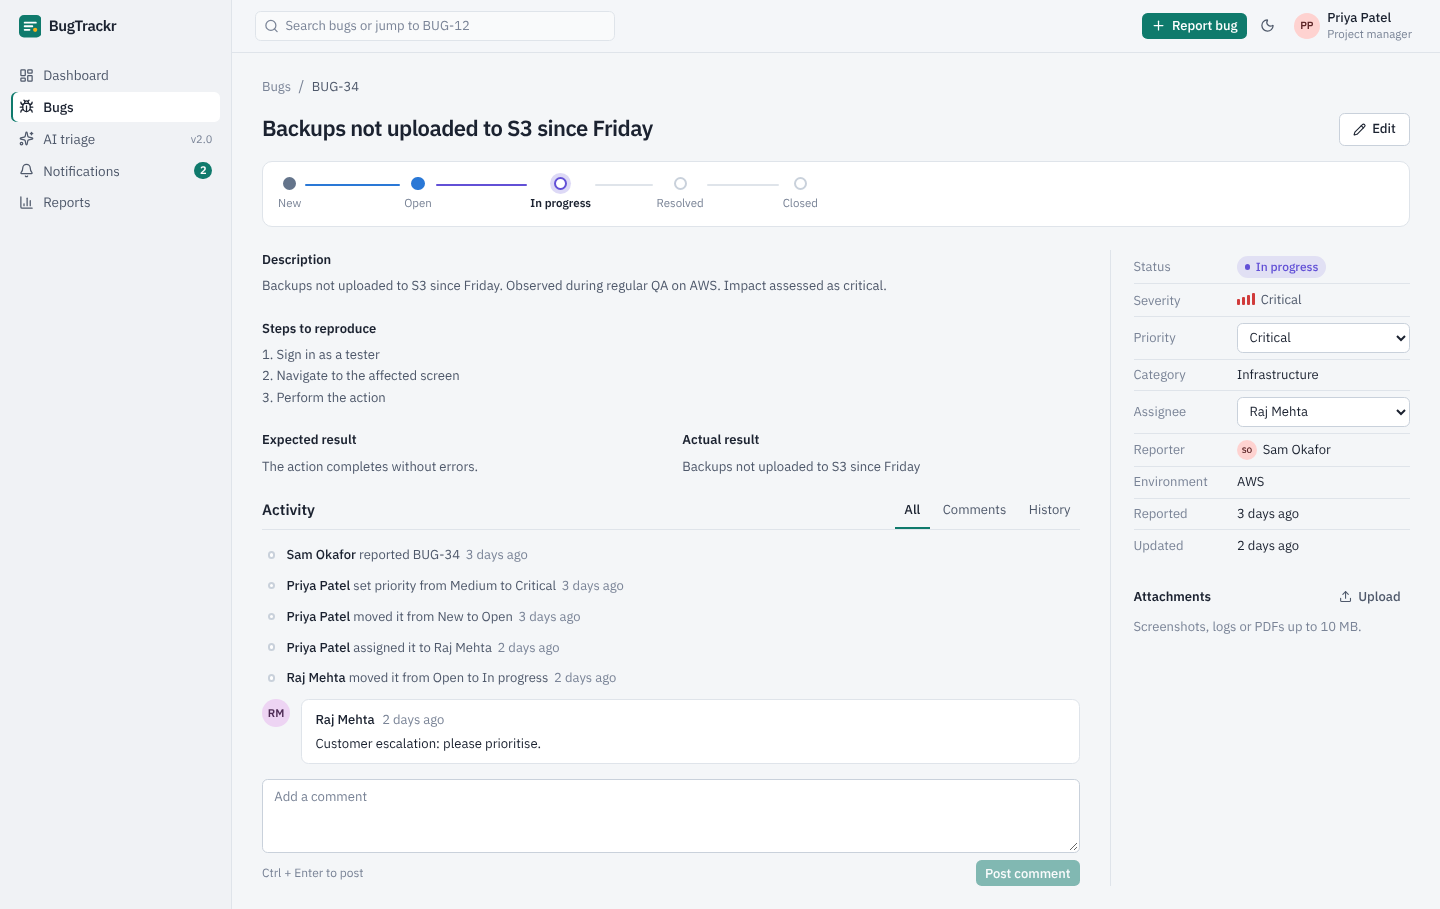 BugTrackr
Search bugs or jump to BUG-12
Report bug
PP
Priya Patel
Project manager
Dashboard
Bugs
AI triage v2.0
Notifications 2
Reports
Bugs / BUG-34
Backups not uploaded to S3 since Friday
Edit
New Open In progress Resolved Closed
Description
Backups not uploaded to S3 since Friday. Observed during regular QA on AWS. Impact assessed as critical.
Steps to reproduce
1. Sign in as a tester
2. Navigate to the affected screen
3. Perform the action
Expected result
The action completes without errors.
Actual result
Backups not uploaded to S3 since Friday
Activity
All Comments History
Sam Okafor reported BUG-34 3 days ago
Priya Patel set priority from Medium to Critical 3 days ago
Priya Patel moved it from New to Open 3 days ago
Priya Patel assigned it to Raj Mehta 2 days ago
Raj Mehta moved it from Open to In progress 2 days ago
RM
Raj Mehta 2 days ago
Customer escalation: please prioritise.
Add a comment
Ctrl + Enter to post
Post comment
Status In progress
Severity Critical
Priority Critical
Category Infrastructure
Assignee Raj Mehta
Reporter SO Sam Okafor
Environment AWS
Reported 3 days ago
Updated 2 days ago
Attachments Upload
Screenshots, logs or PDFs up to 10 MB.